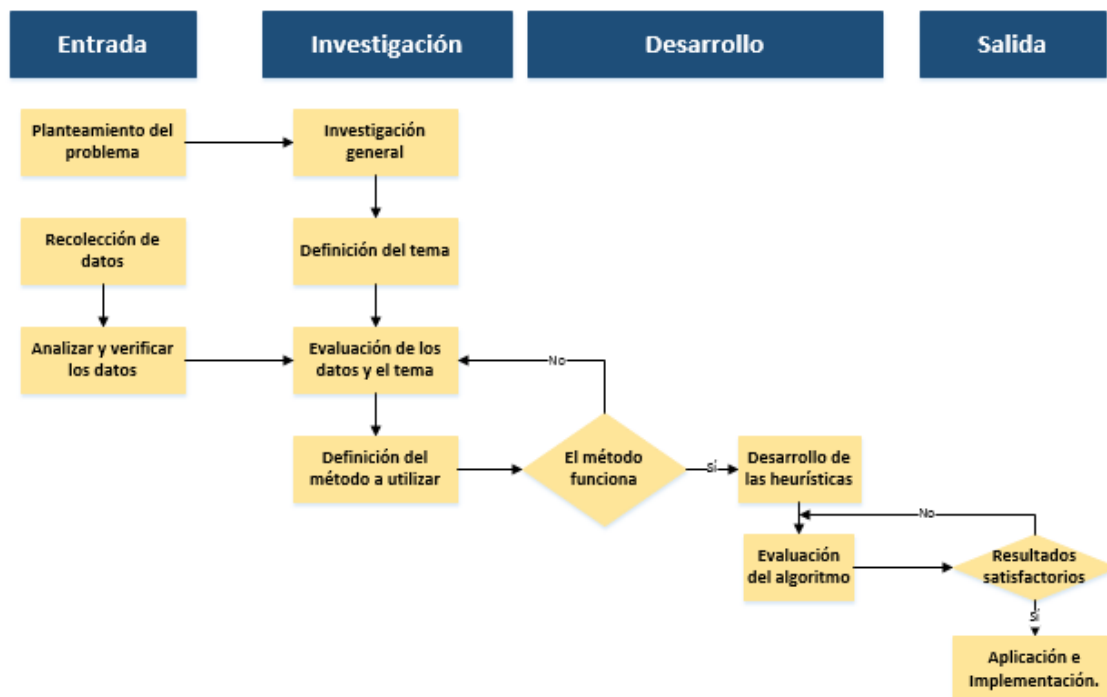 Entrada
Investigación
Desarrollo
Salida
Planteamiento del
problema
Investigación
general
Recolección de
datos
Definición del tema
Analizar y verificar
los datos
Evaluación de los
datos y el tema
No
Definición del
método a utilizar
El método
funciona
Sí
Desarrollo de
las heurísticas
No
Evaluación
del algoritmo
Resultados
satisfactorios
Sí
Aplicación e
Implementación.